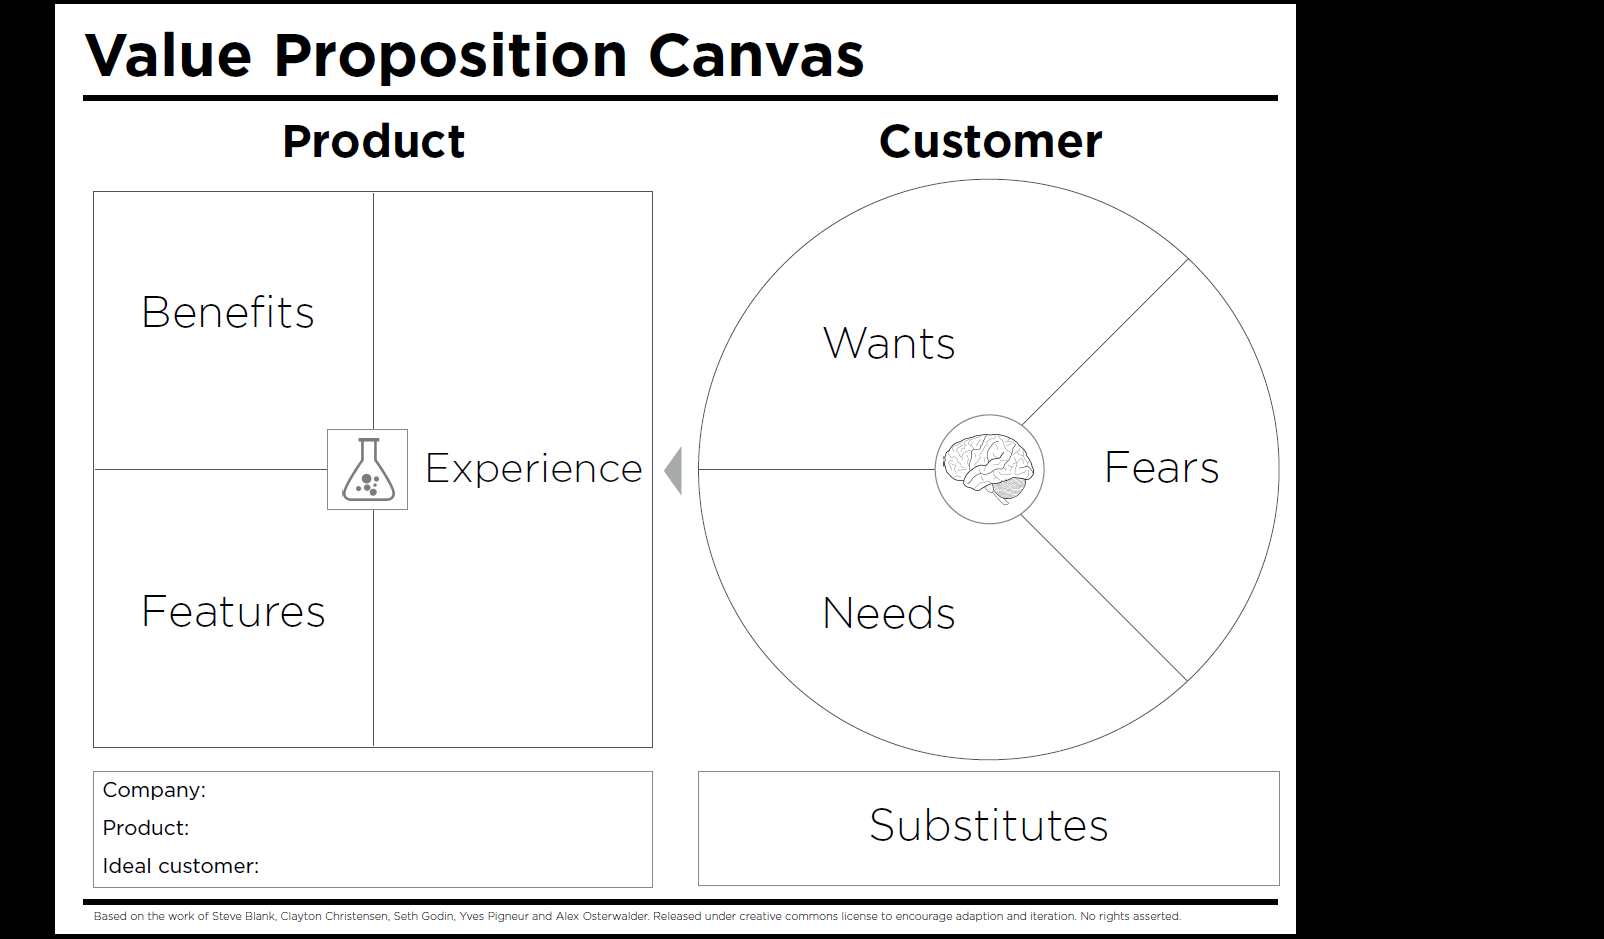 Value Proposition Canvas
Product
Customer
Benefits
Experience
Features
Wants
Fears
Needs
Company:
Product:
Ideal customer:
Substitutes
Based on the work of Steve Blank, Clayton Christensen, Seth Godin, Yves Pigneur and Alex Osterwalder. Released under creative commons license to encourage adaption and iteration. No rights asserted.